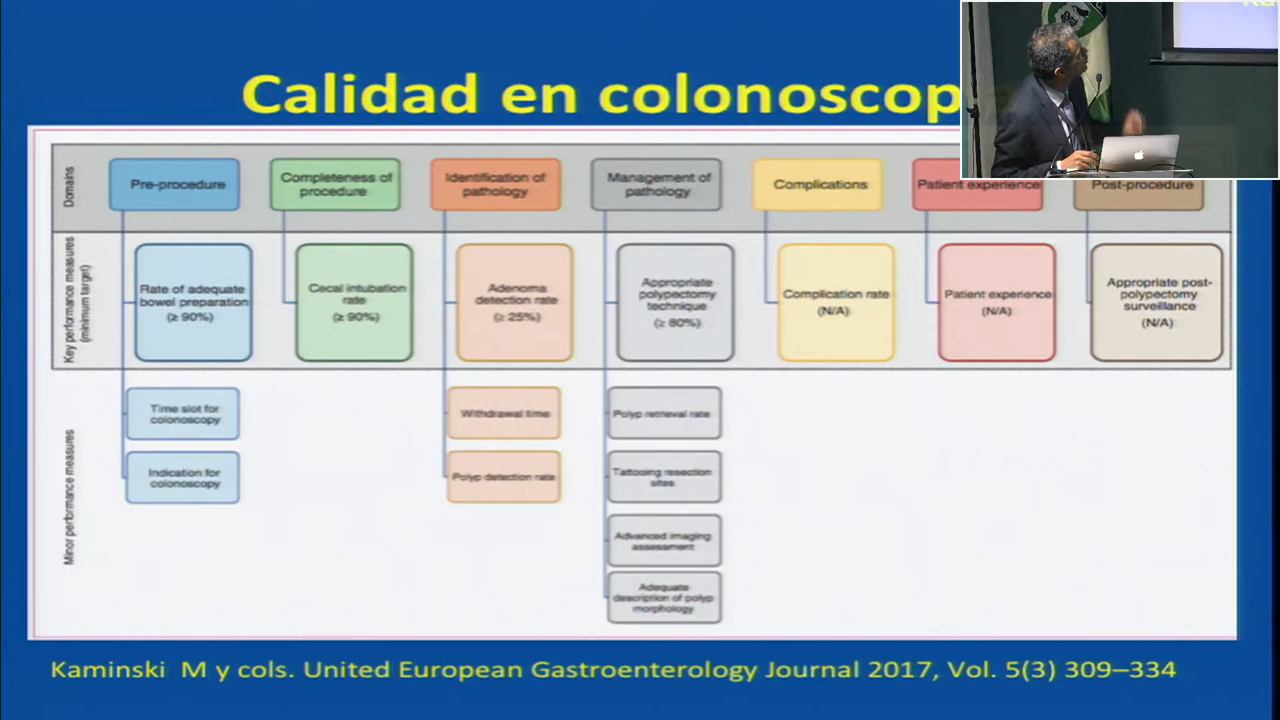 Calidad en colonoscop
Domains
Pre-procedure
Completeness of
procedure
Identification of
pathology
Management of
pathology
Complications
Patient experience
Post-procedure
Key performance measures
(minimum target)
Rate of adequate
bowel preparation
(≥ 90%)
Cecal intubation
rate
(≥ 90%)
Adenoma
detection rate
(≥ 25%)
Appropriate
polypectomy
technique
(≥ 80%)
Complication rate
(N/A)
Patient experience
(N/A)
Appropriate post-
polypectomy
surveillance
(N/A)
Minor performance measures
Time slot for
colonoscopy
Indication for
colonoscopy
Withdrawal time
Polyp detection rate
Polyp retrieval rate
Tattooing resection
sites
Advanced imaging
assessment
Adequate
description of polyp
morphology
Kaminski M y cols. United European Gastroenterology Journal 2017, Vol. 5(3) 309–334